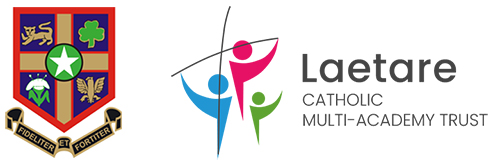 FIDELITER ET FORTITER
Laetare
CATHOLIC
MULTI-ACADEMY TRUST